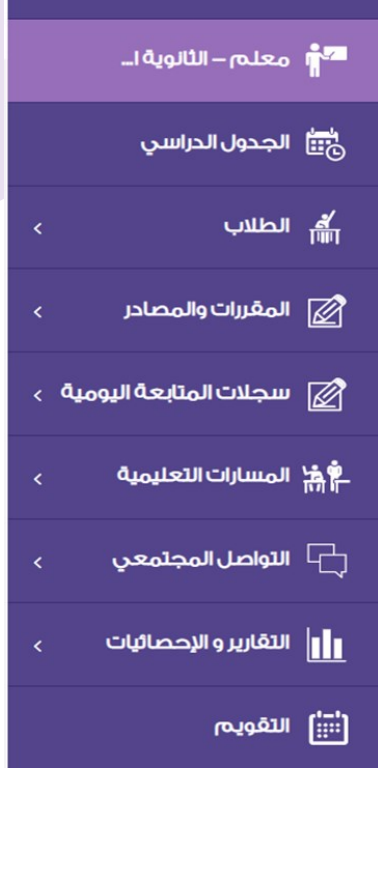 معلم – الثانوية ا...
الجدول الدراسي
الطلاب
المقررات والمصادر
سجلات المتابعة اليومية
المسارات التعليمية
التواصل المجتمعي
التقارير و الإحصائيات
التقويم